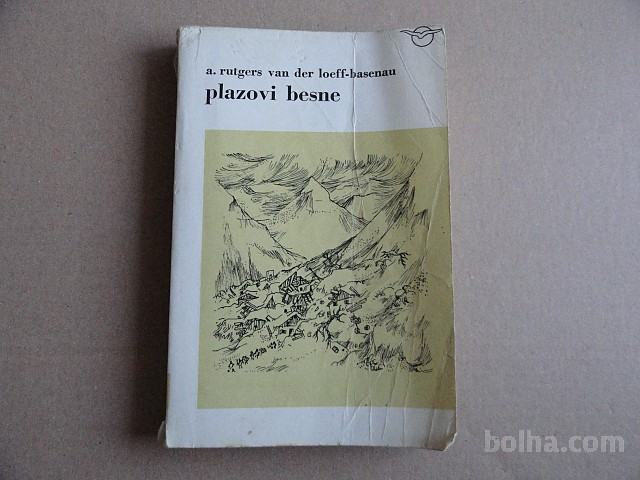 a. rutgers van der loeff-basenau
plazovi besne
bolha.com